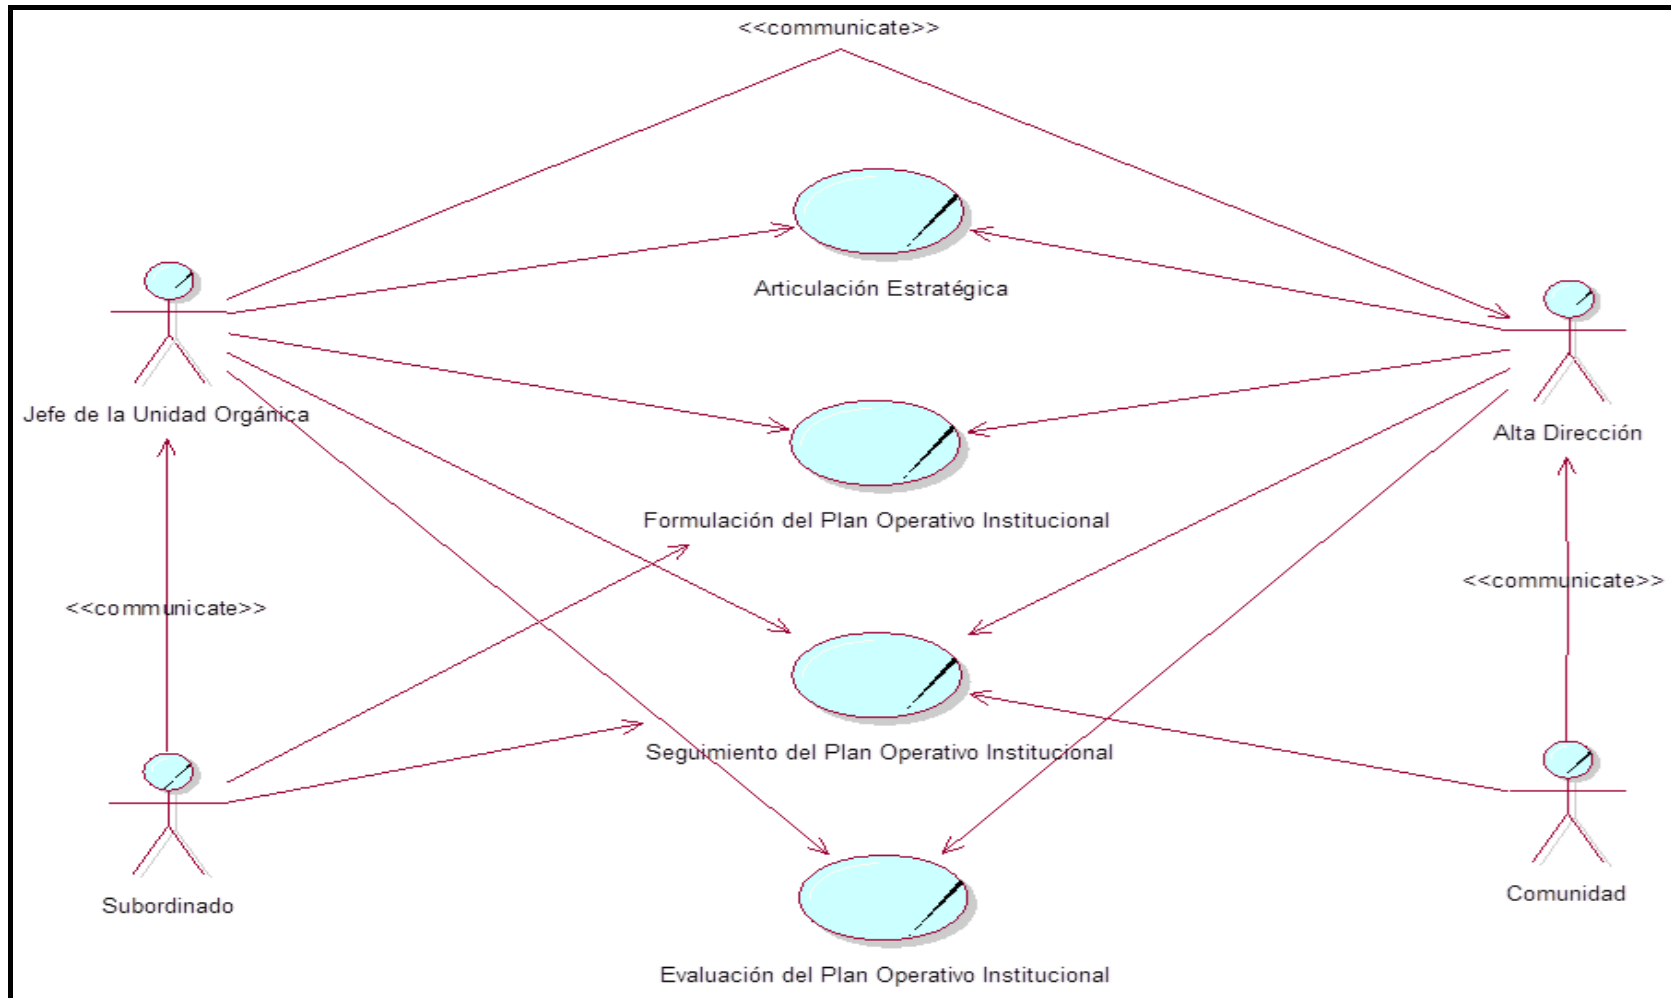 <<communicate>>
Articulación Estratégica
Jefe de la Unidad Orgánica
Alta Dirección
Formulación del Plan Operativo Institucional
<<communicate>>
<<communicate>>
Seguimiento del Plan Operativo Institucional
Subordinado
Comunidad
Evaluación del Plan Operativo Institucional